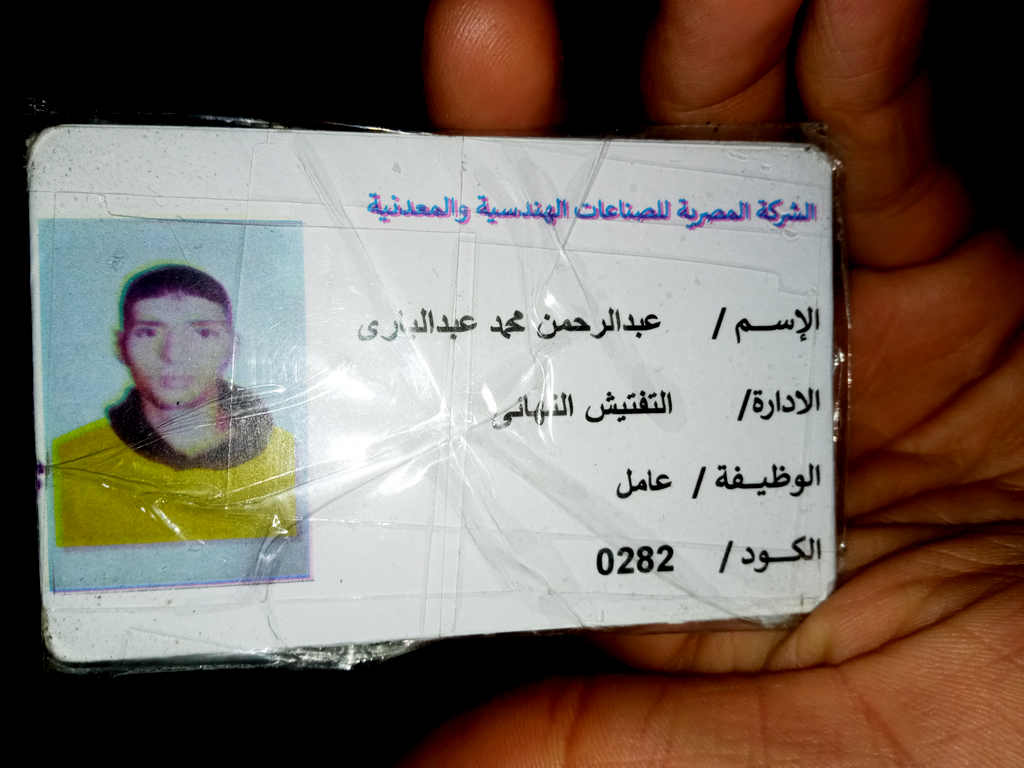 الشركة المصرية للصناعات الهندسية والمعدنية
الإسـم / عبدالرحمن محمد عبدالبارى
الادارة/ التفتيش النهائى
الوظيـفة / عامل
الكـود / 0282